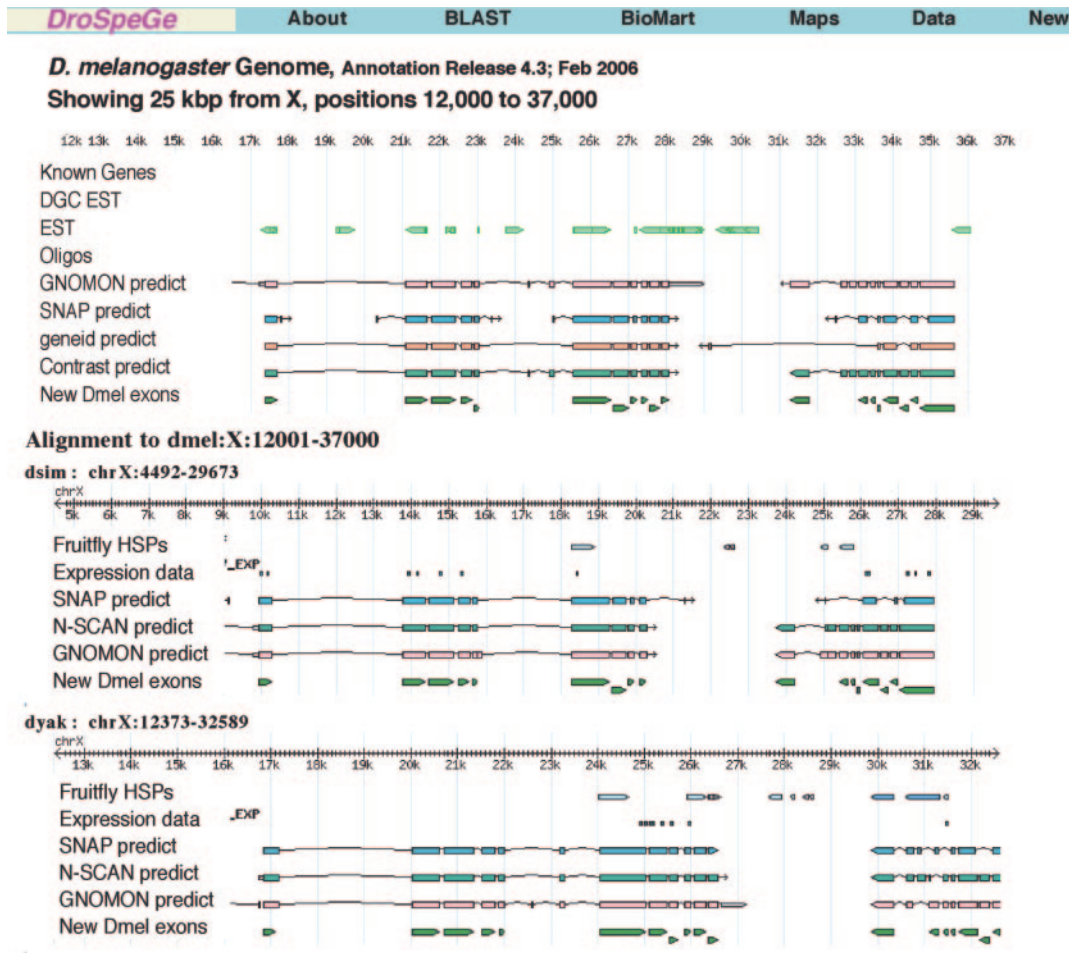 DroSpeGe About BLAST BioMart Maps Data New
D. melanogaster Genome, Annotation Release 4.3; Feb 2006
Showing 25 kbp from X, positions 12,000 to 37,000
12k 13k 14k 15k 16k 17k 18k 19k 20k 21k 22k 23k 24k 25k 26k 27k 28k 29k 30k 31k 32k 33k 34k 35k 36k 37k
Known Genes
DGC EST
EST
Oligos
GNOMON predict
SNAP predict
geneid predict
Contrast predict
New Dmel exons
Alignment to dmel:X:12001-37000
dsim : chrX:4492-29673
chrX
5k 6k 7k 8k 9k 10k 11k 12k 13k 14k 15k 16k 17k 18k 19k 20k 21k 22k 23k 24k 25k 26k 27k 28k 29k
Fruitfly HSPs
Expression data _EXP
SNAP predict
N-SCAN predict
GNOMON predict
New Dmel exons
dyak : chrX:12373-32589
chrX
13k 14k 15k 16k 17k 18k 19k 20k 21k 22k 23k 24k 25k 26k 27k 28k 29k 30k 31k 32k
Fruitfly HSPs
Expression data _EXP
SNAP predict
N-SCAN predict
GNOMON predict
New Dmel exons